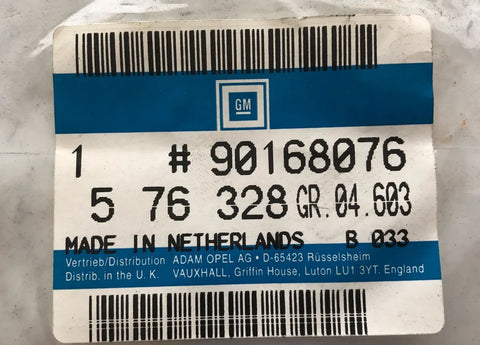 GM
1 # 90168076
5 76 328 GR.04.603
MADE IN NETHERLANDS B 033
Vertrieb/Distribution ADAM OPEL AG • D-65423 Rüsselsheim
Distrib. in the U. K. VAUXHALL, Griffin House, Luton LU1 3YT. England